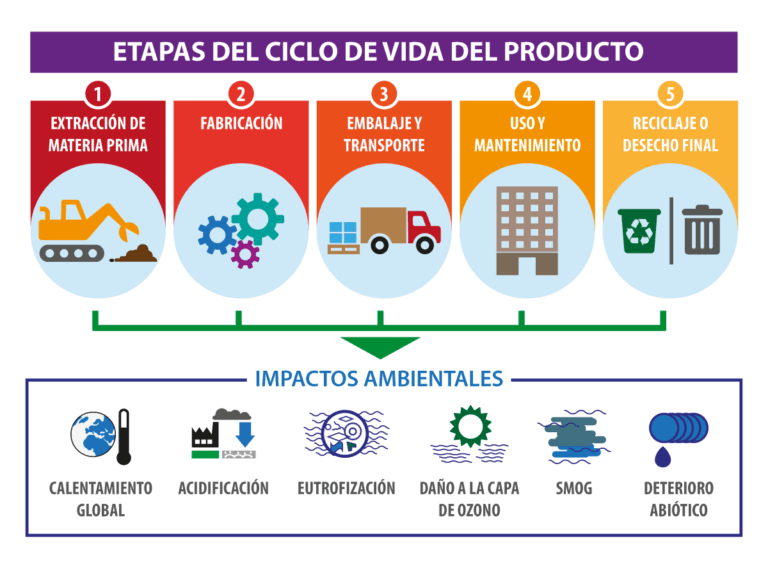 ETAPAS DEL CICLO DE VIDA DEL PRODUCTO
1
EXTRACCIÓN DE
MATERIA PRIMA
2
FABRICACIÓN
3
EMBALAJE Y
TRANSPORTE
4
USO Y
MANTENIMIENTO
5
RECICLAJE O
DESECHO FINAL
IMPACTOS AMBIENTALES
CALENTAMIENTO
GLOBAL
ACIDIFICACIÓN
EUTROFIZACIÓN
DAÑO A LA CAPA
DE OZONO
SMOG
DETERIORO
ABIÓTICO